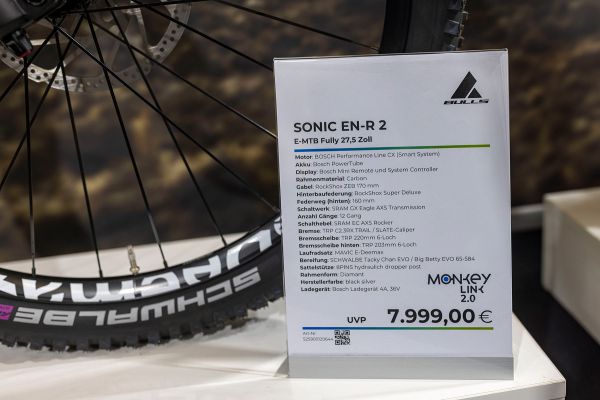 BULLS
SONIC EN-R 2
E-MTB Fully 27,5 Zoll
Motor: BOSCH Performance Line CX (Smart System)
Akku: Bosch PowerTube
Display: Bosch Mini Remote und System Controller
Rahmenmaterial: Carbon
Gabel: RockShox ZEB 170 mm
Hinterbaufederung: RockShox Super Deluxe
Federweg (hinten): 160 mm
Schaltwerk: SRAM GX Eagle AXS Transmission
Anzahl Gänge: 12 Gang
Schalthebel: SRAM EC AXS Rocker
Bremse: TRP C2.3RX TRAIL / SLATE-Caliper
Bremsscheibe: TRP 220mm 6-Loch
Bremsscheibe hinten: TRP 203mm 6-Loch
Laufradsatz: MAVIC E-Deemax
Bereifung: SCHWALBE Tacky Chan EVO / Big Betty EVO 65-584
Sattelstütze: 8PINS hydraulich dropper post
Rahmenform: Diamant
Herstellerfarbe: black silver
Ladegerät: Bosch Ladegerät 4A, 36V
MONKEY
LINK
2.0
UVP 7.999,00 €
Art-Nr.
SCHWALBE